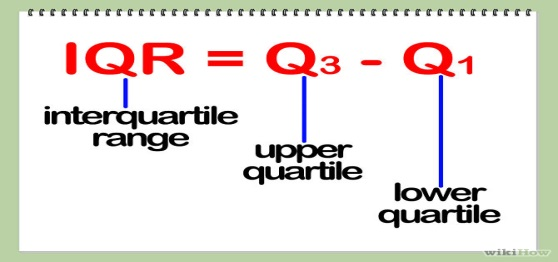 IQR = Q3 - Q1
interquartile
range
upper
quartile
lower
quartile
wikiHow